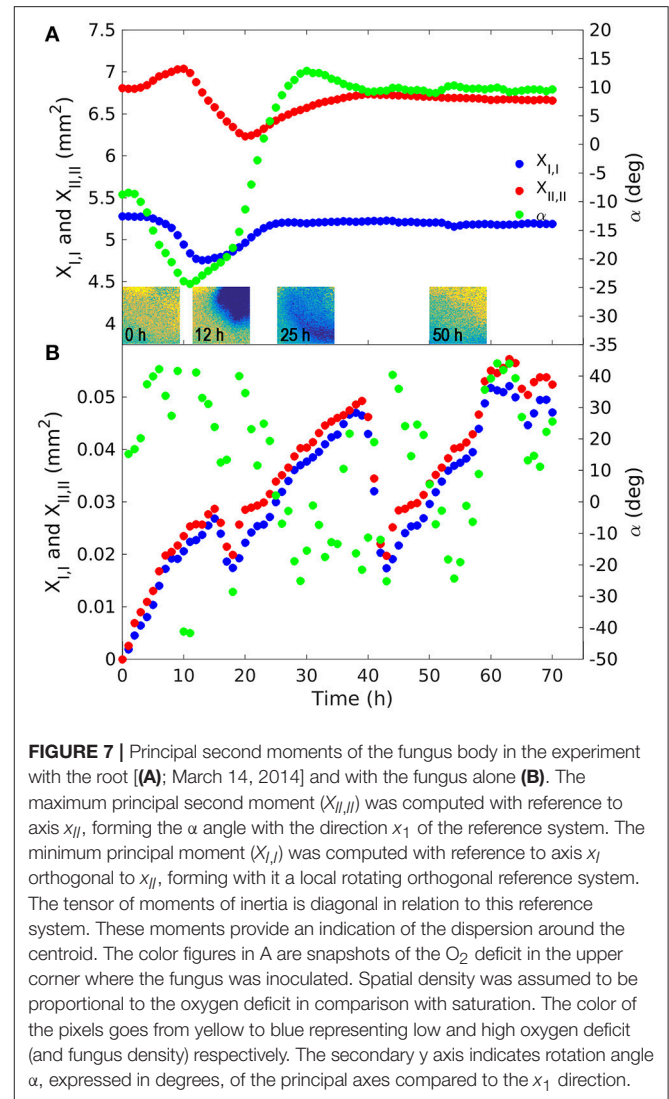 A
7.5
7
6.5
6
5.5
5
4.5
4
X_I,I and X_II,II (mm²)
20
15
10
5
0
-5
-10
-15
-20
-25
-30
-35
α (deg)
X_I,I
X_II,II
α
0 h 12 h 25 h 50 h
B
0.05
0.04
0.03
0.02
0.01
0
X_I,I and X_II,II (mm²)
40
30
20
10
0
-10
-20
-30
-40
-50
α (deg)
0 10 20 30 40 50 60 70
Time (h)
FIGURE 7 | Principal second moments of the fungus body in the experiment
with the root [(A); March 14, 2014] and with the fungus alone (B). The
maximum principal second moment (X_II,II) was computed with reference to
axis x_II, forming the α angle with the direction x₁ of the reference system. The
minimum principal moment (X_I,I) was computed with reference to axis x_I
orthogonal to x_II, forming with it a local rotating orthogonal reference system.
The tensor of moments of inertia is diagonal in relation to this reference
system. These moments provide an indication of the dispersion around the
centroid. The color figures in A are snapshots of the O₂ deficit in the upper
corner where the fungus was inoculated. Spatial density was assumed to be
proportional to the oxygen deficit in comparison with saturation. The color of
the pixels goes from yellow to blue representing low and high oxygen deficit
(and fungus density) respectively. The secondary y axis indicates rotation angle
α, expressed in degrees, of the principal axes compared to the x₁ direction.